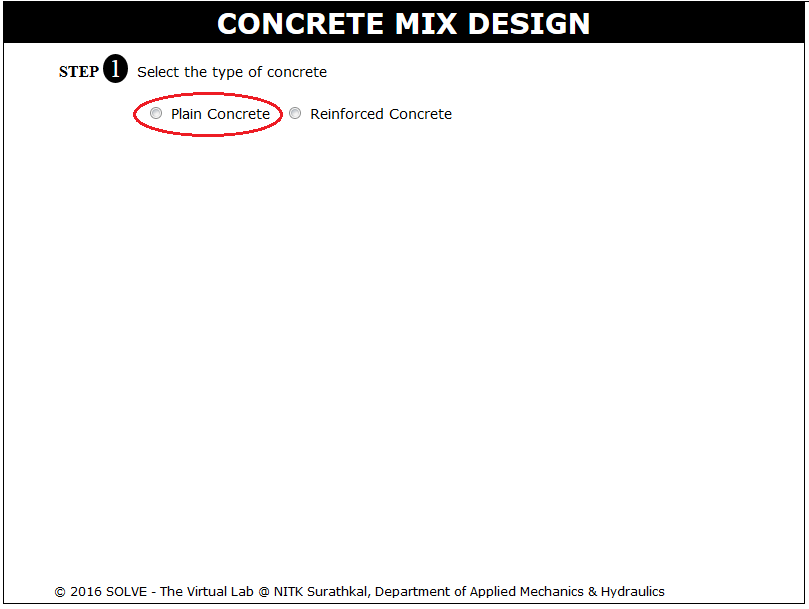 CONCRETE MIX DESIGN
STEP 1 Select the type of concrete
Plain Concrete Reinforced Concrete
© 2016 SOLVE - The Virtual Lab @ NITK Surathkal, Department of Applied Mechanics & Hydraulics